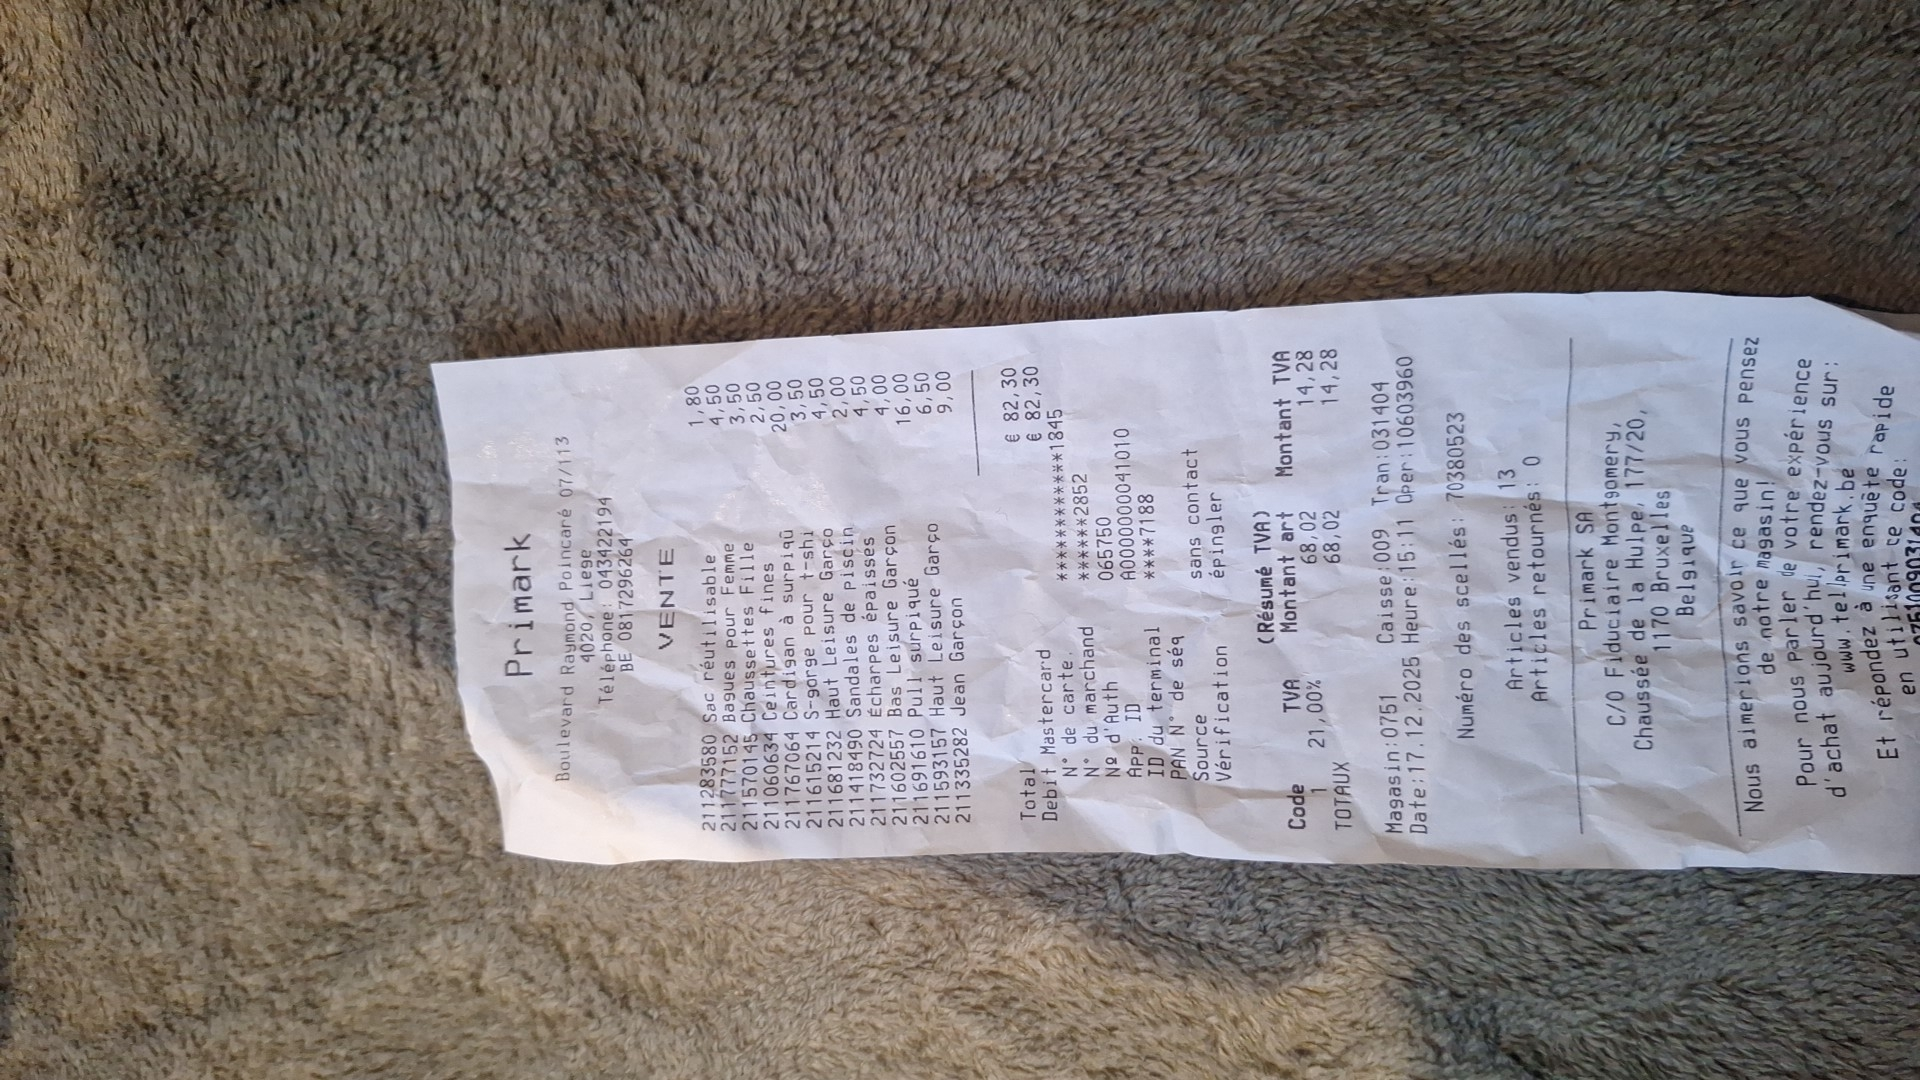 Primark
Boulevard Raymond Poincaré 07/113
4020, Liege
Téléphone: 043422194
BE 0817296264
VENTE
211283580 Sac réutilisable 1,80
211777152 Bagues pour Femme 4,50
211570145 Chaussettes Fille 3,50
211060634 Ceintures fines 2,50
211767064 Cardigan à surpiqû 20,00
211615214 S-gorge pour t-shi 3,50
211681232 Haut Leisure Garço 4,50
211418490 Sandales de piscin 2,00
211732724 Écharpes épaisses 4,50
211602557 Bas Leisure Garçon 4,00
211691610 Pull surpiqué 16,00
211593157 Haut Leisure Garço 6,50
211335282 Jean Garçon 9,00
Total € 82,30
Debit Mastercard € 82,30
N° de carte. ************1845
N° du marchand ******2852
Nº d'Auth 065750
APP. ID A0000000041010
ID du terminal ****7188
PAN N° de séq
Source sans contact
Vérification épingler
(Résumé TVA)
Code TVA Montant art Montant TVA
1 21,00% 68,02 14,28
TOTAUX 68,02 14,28
Magasin:0751 Caisse:009 Tran:031404
Date:17.12.2025 Heure:15:11 Oper:10603960
Numéro des scellés: 70380523
Articles vendus: 13
Articles retournés: 0
Primark SA
C/O Fiduciaire Montgomery,
Chaussée de la Hulpe, 177/20,
1170 Bruxelles
Belgique
Nous aimerions savoir ce que vous pensez
de notre magasin!
Pour nous parler de votre expérience
d'achat aujourd'hui, rendez-vous sur:
www.tellprimark.be
Et répondez à une enquête rapide
en utilisant ce code: